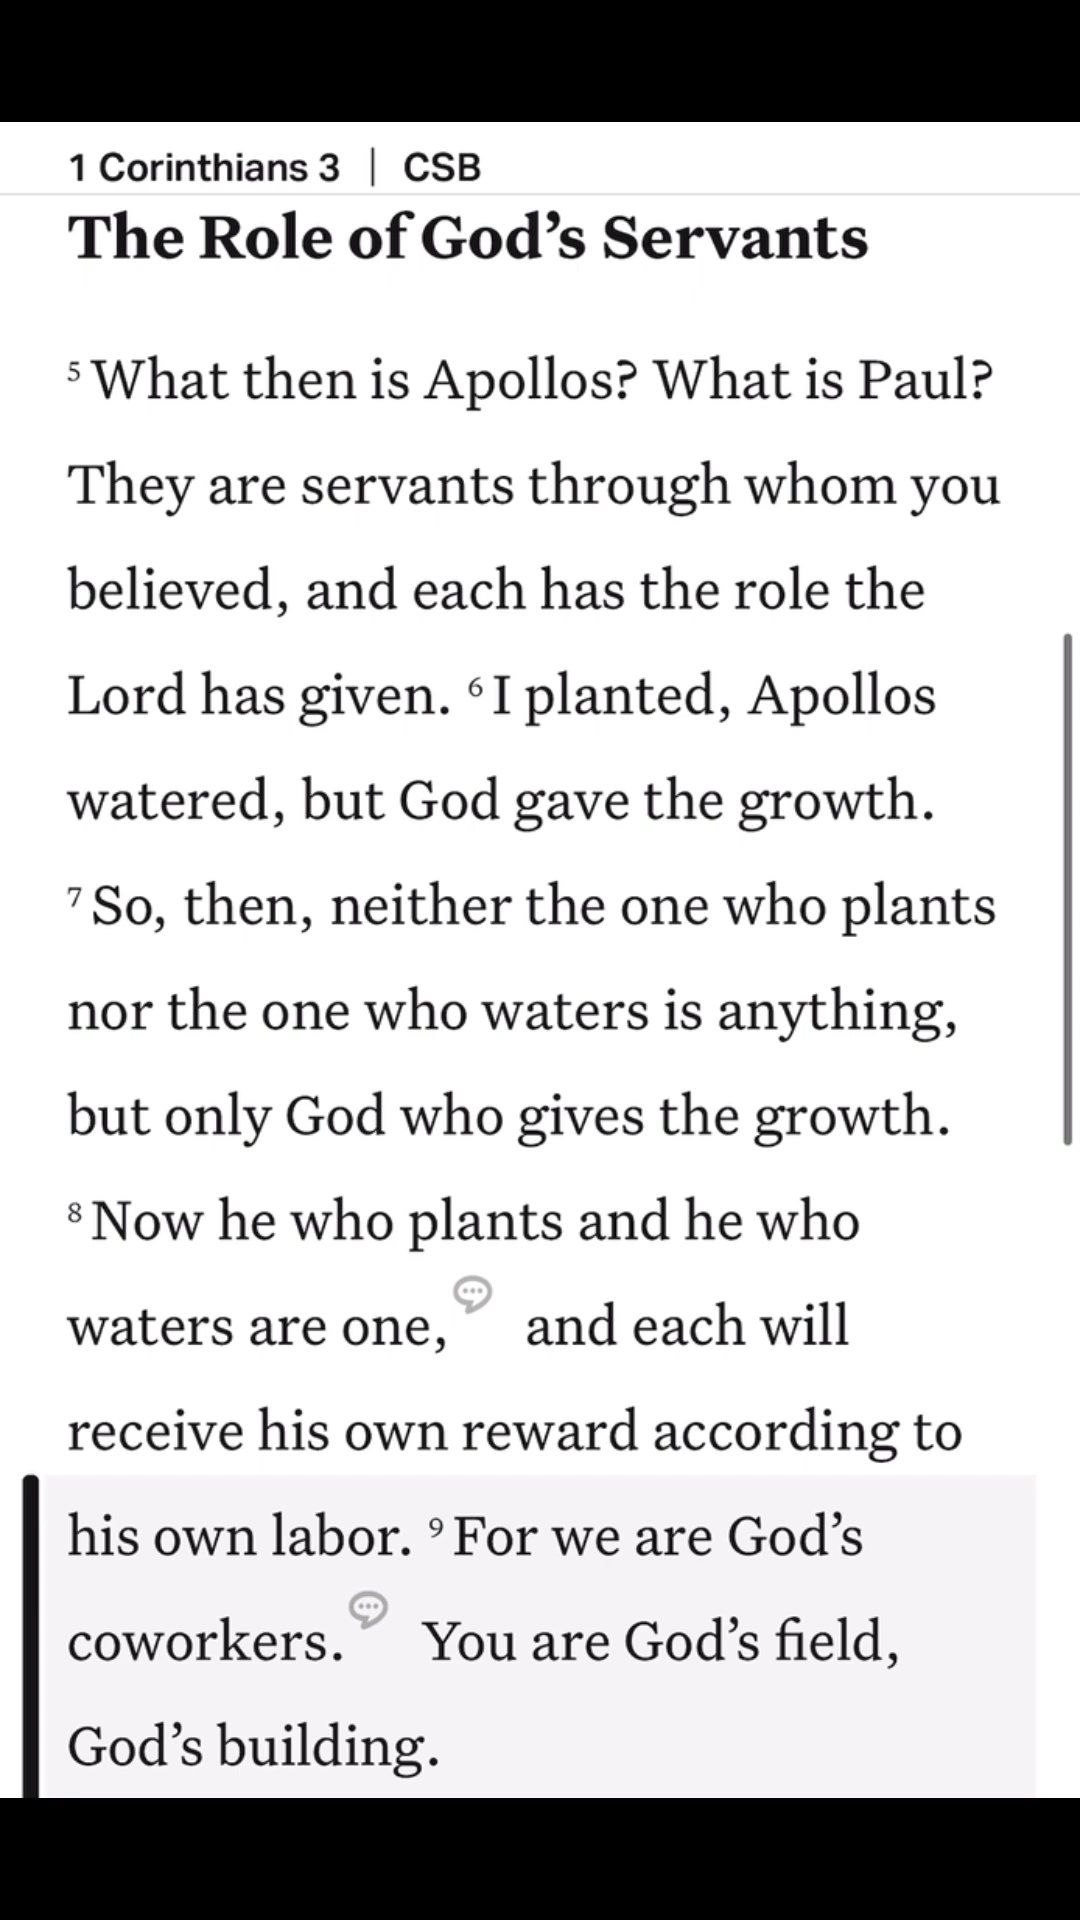 1 Corinthians 3 | CSB
The Role of God’s Servants
5 What then is Apollos? What is Paul?
They are servants through whom you
believed, and each has the role the
Lord has given. 6 I planted, Apollos
watered, but God gave the growth.
7 So, then, neither the one who plants
nor the one who waters is anything,
but only God who gives the growth.
8 Now he who plants and he who
waters are one, and each will
receive his own reward according to
his own labor. 9 For we are God’s
coworkers. You are God’s field,
God’s building.